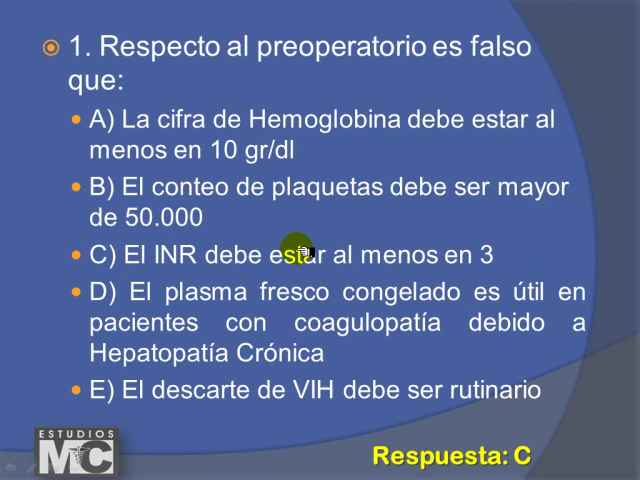 1. Respecto al preoperatorio es falso
que:
A) La cifra de Hemoglobina debe estar al
menos en 10 gr/dl
B) El conteo de plaquetas debe ser mayor
de 50.000
C) El INR debe estar al menos en 3
D) El plasma fresco congelado es útil en
pacientes con coagulopatía debido a
Hepatopatía Crónica
E) El descarte de VIH debe ser rutinario
ESTUDIOS
MC
Respuesta: C